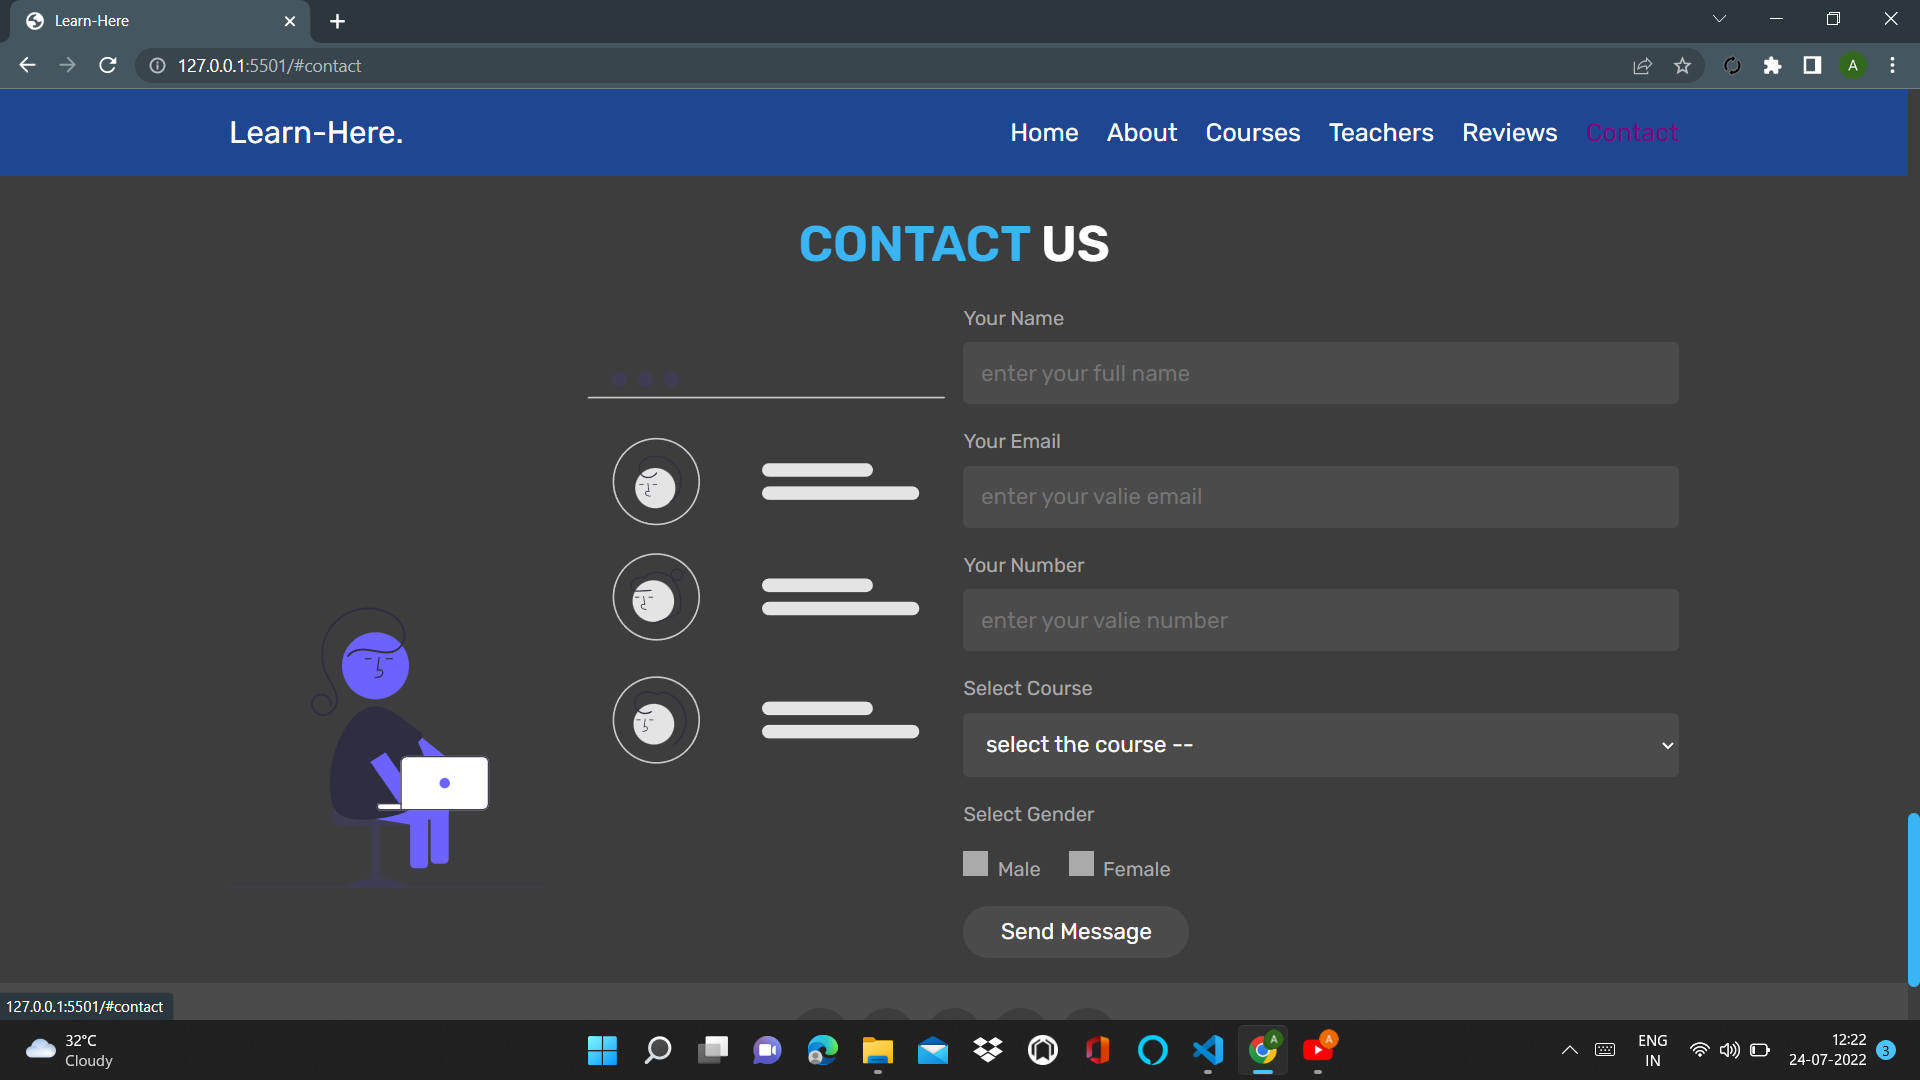 Learn-Here
127.0.0.1:5501/#contact
A
Learn-Here.
Home About Courses Teachers Reviews Contact
CONTACT US
Your Name
enter your full name
Your Email
enter your valie email
Your Number
enter your valie number
Select Course
select the course --
Select Gender
Male Female
Send Message
127.0.0.1:5501/#contact
32°C
Cloudy
A
A
ENG
IN
12:22
24-07-2022
3